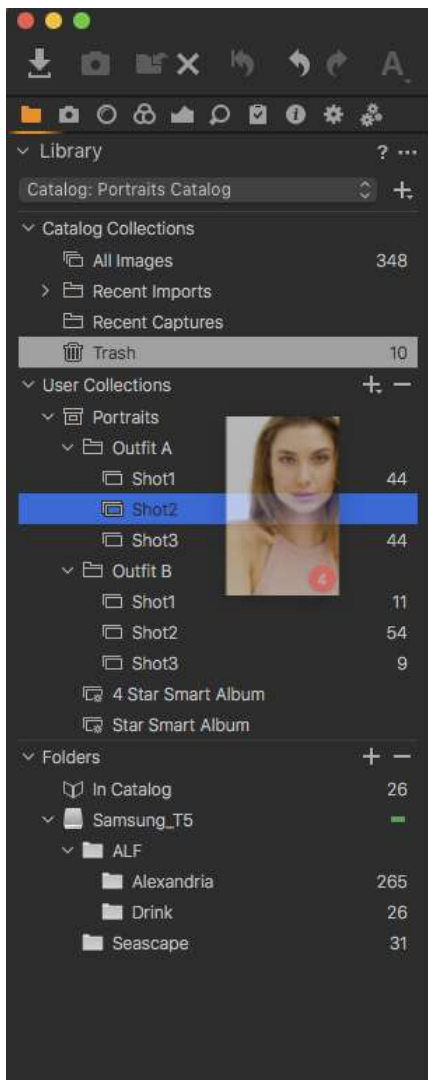 A
Library ? ...
Catalog: Portraits Catalog
Catalog Collections
All Images 348
Recent Imports
Recent Captures
Trash 10
User Collections
Portraits
Outfit A
Shot1 44
Shot2
Shot3 44
4
Outfit B
Shot1 11
Shot2 54
Shot3 9
4 Star Smart Album
Star Smart Album
Folders
In Catalog 26
Samsung_T5
ALF
Alexandria 265
Drink 26
Seascape 31